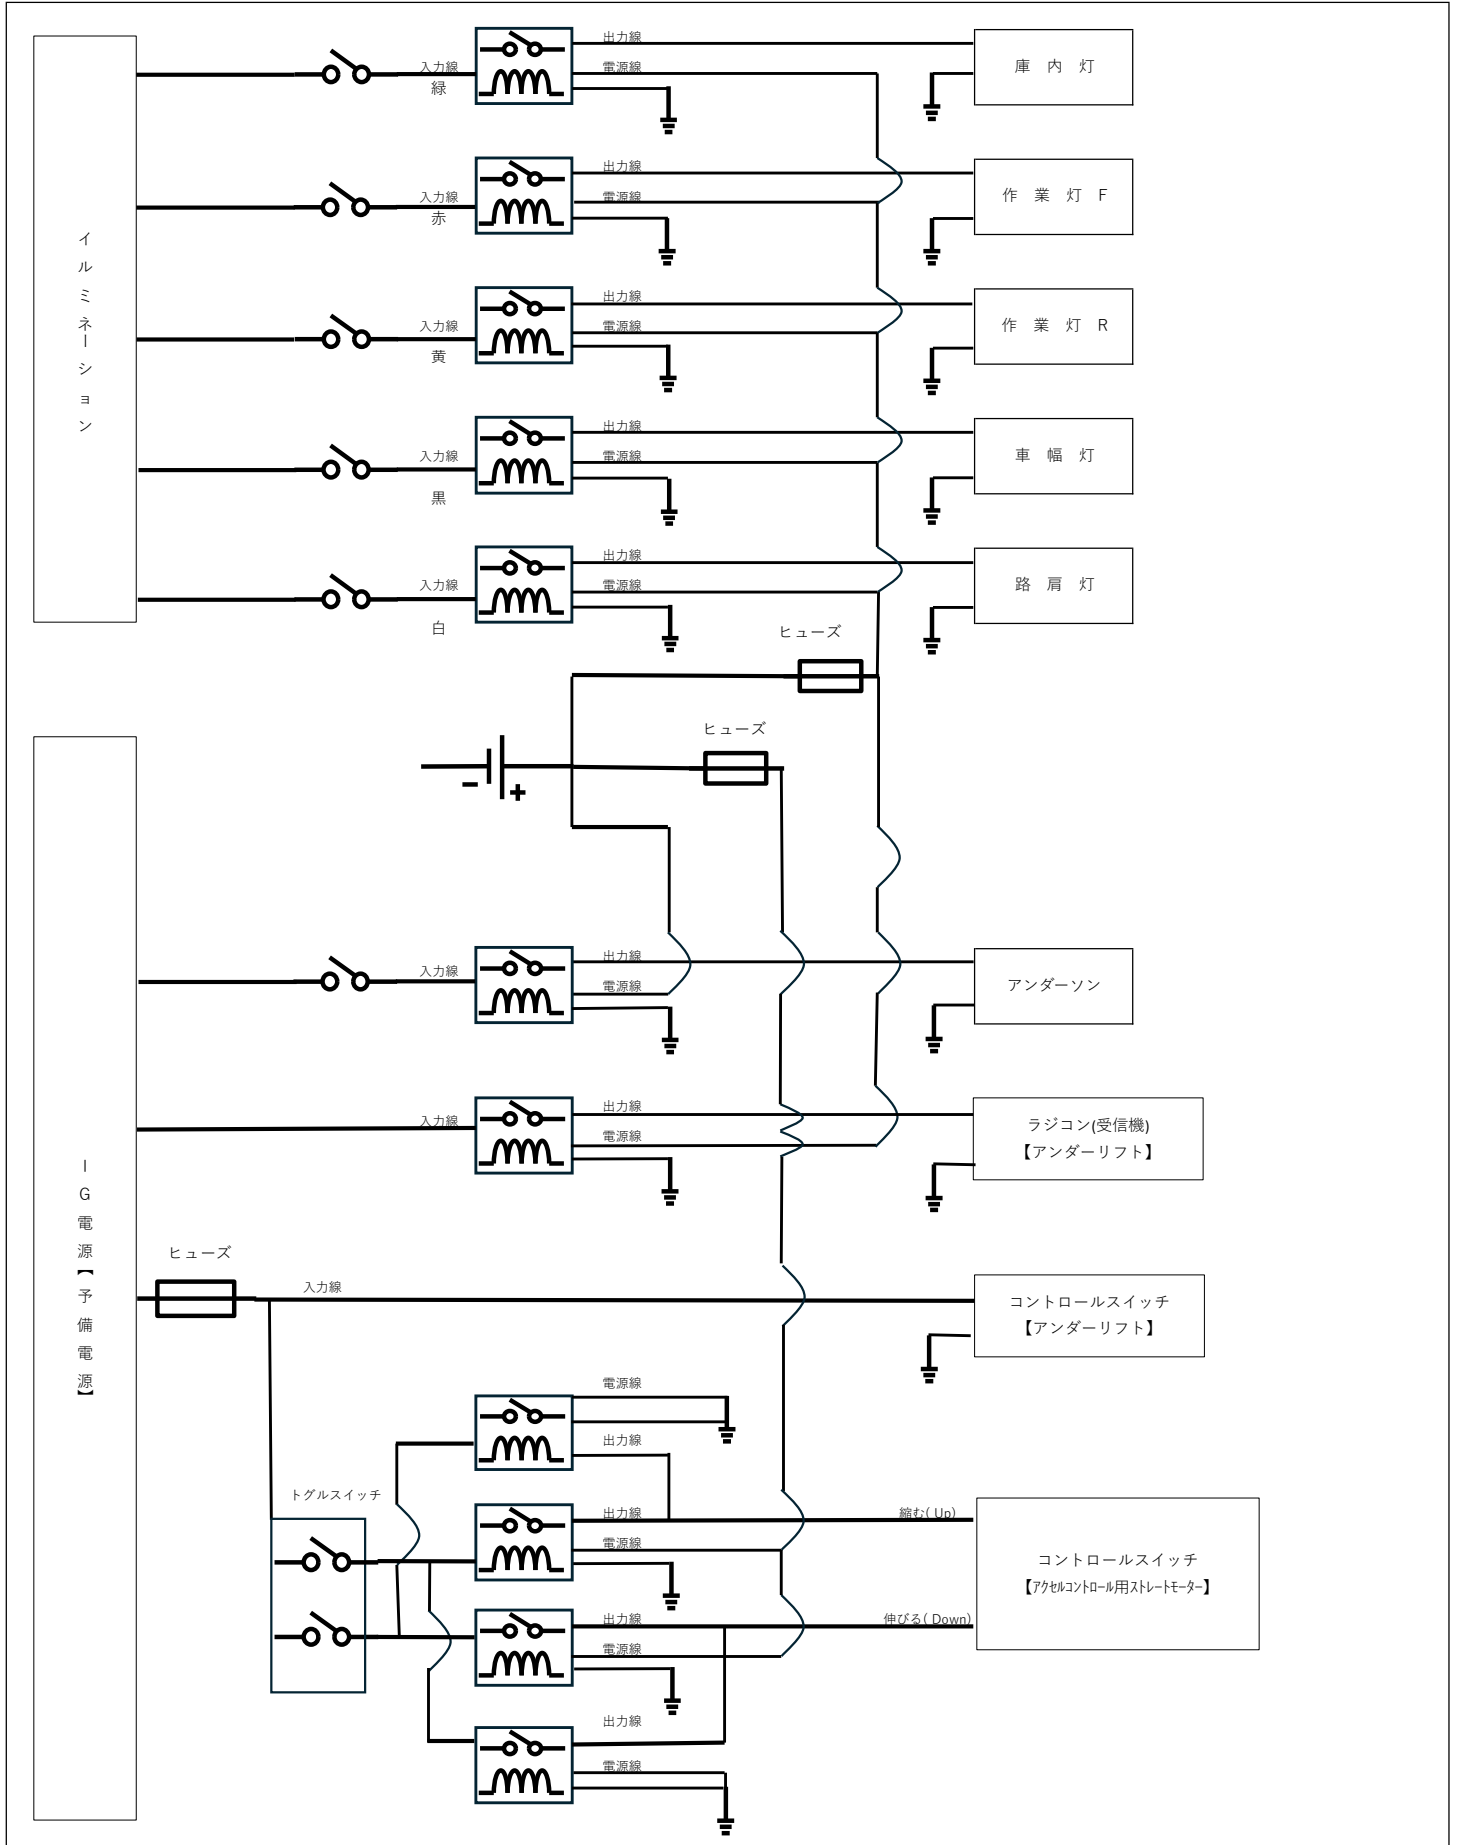 イルミネーション
入力線
緑
出力線
電源線
庫内灯
入力線
赤
出力線
電源線
作業灯F
入力線
黄
出力線
電源線
作業灯R
入力線
黒
出力線
電源線
車幅灯
入力線
白
出力線
電源線
路肩灯
ヒューズ
ヒューズ
－
＋
IG電源【予備電源】
入力線
出力線
電源線
アンダーソン
入力線
出力線
電源線
ラジコン(受信機)
【アンダーリフト】
ヒューズ
入力線
コントロールスイッチ
【アンダーリフト】
電源線
出力線
トグルスイッチ
出力線
電源線
縮む(Up)
コントロールスイッチ
【アクセルコントロール用ストレートモーター】
出力線
電源線
伸びる(Down)
出力線
電源線